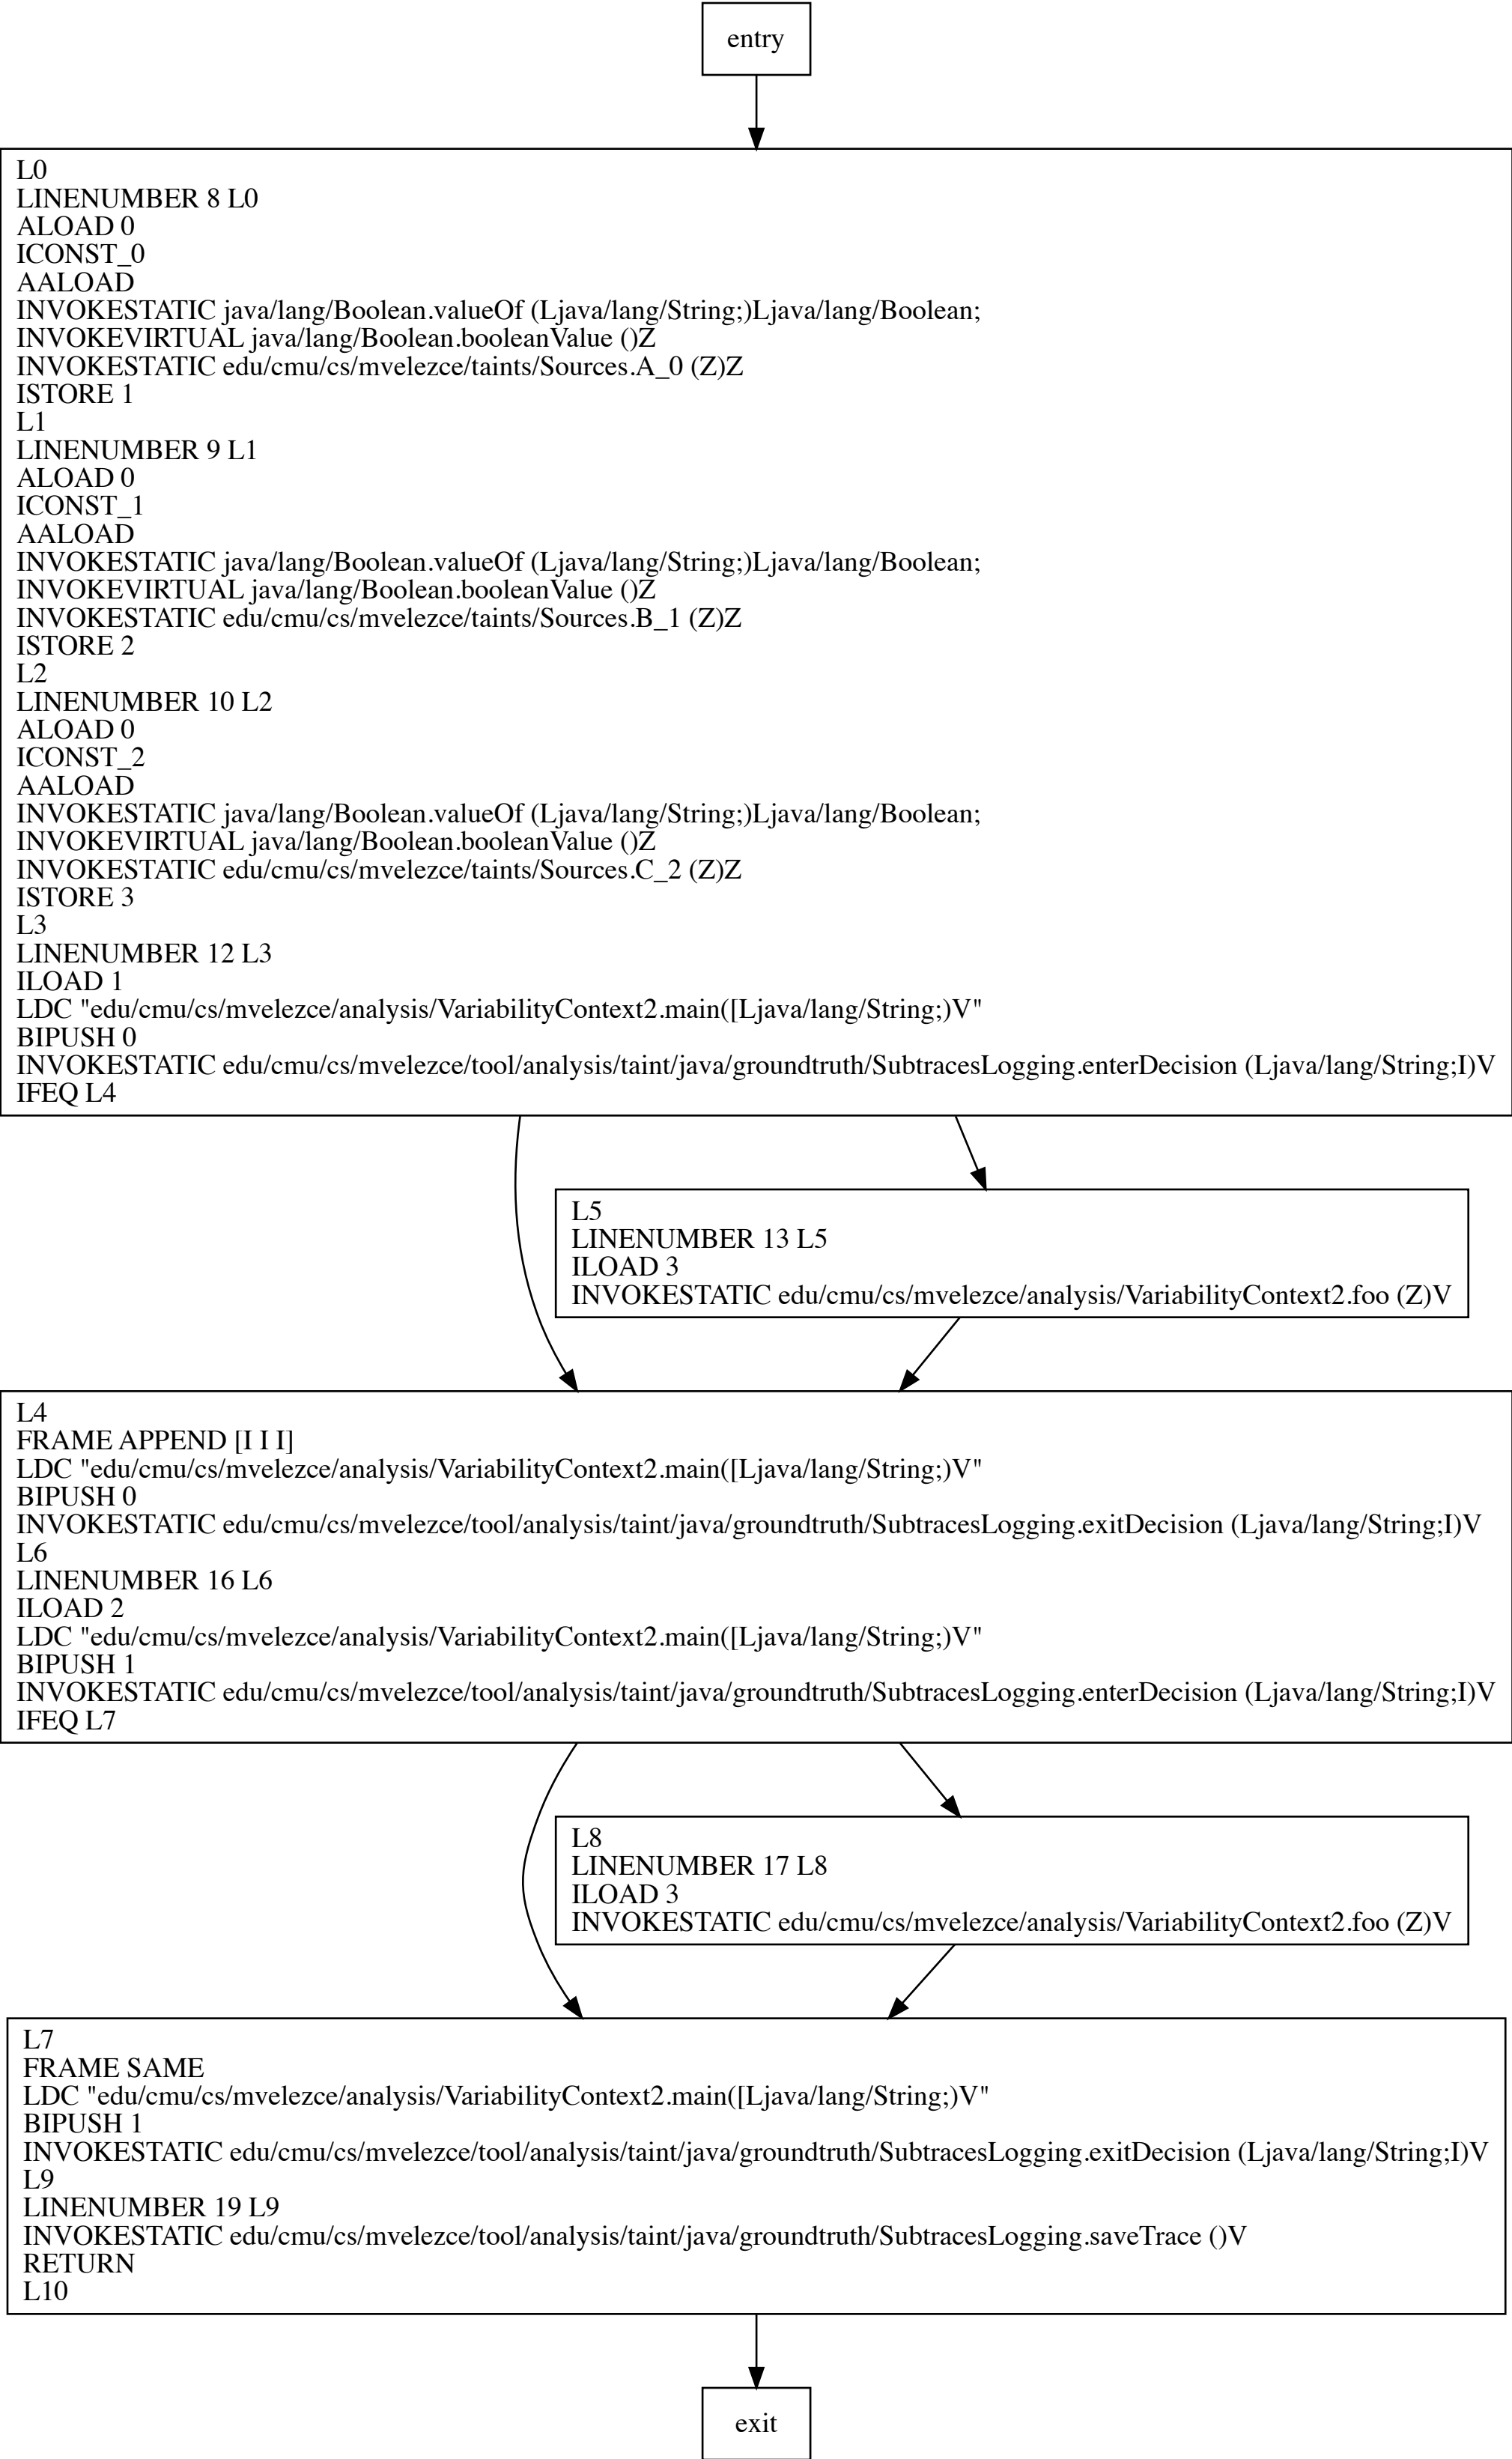 entry
L0
LINENUMBER 8 L0
ALOAD 0
ICONST_0
AALOAD
INVOKESTATIC java/lang/Boolean.valueOf (Ljava/lang/String;)Ljava/lang/Boolean;
INVOKEVIRTUAL java/lang/Boolean.booleanValue ()Z
INVOKESTATIC edu/cmu/cs/mvelezce/taints/Sources.A_0 (Z)Z
ISTORE 1
L1
LINENUMBER 9 L1
ALOAD 0
ICONST_1
AALOAD
INVOKESTATIC java/lang/Boolean.valueOf (Ljava/lang/String;)Ljava/lang/Boolean;
INVOKEVIRTUAL java/lang/Boolean.booleanValue ()Z
INVOKESTATIC edu/cmu/cs/mvelezce/taints/Sources.B_1 (Z)Z
ISTORE 2
L2
LINENUMBER 10 L2
ALOAD 0
ICONST_2
AALOAD
INVOKESTATIC java/lang/Boolean.valueOf (Ljava/lang/String;)Ljava/lang/Boolean;
INVOKEVIRTUAL java/lang/Boolean.booleanValue ()Z
INVOKESTATIC edu/cmu/cs/mvelezce/taints/Sources.C_2 (Z)Z
ISTORE 3
L3
LINENUMBER 12 L3
ILOAD 1
LDC "edu/cmu/cs/mvelezce/analysis/VariabilityContext2.main([Ljava/lang/String;)V"
BIPUSH 0
INVOKESTATIC edu/cmu/cs/mvelezce/tool/analysis/taint/java/groundtruth/SubtracesLogging.enterDecision (Ljava/lang/String;I)V
IFEQ L4
L5
LINENUMBER 13 L5
ILOAD 3
INVOKESTATIC edu/cmu/cs/mvelezce/analysis/VariabilityContext2.foo (Z)V
L4
FRAME APPEND [I I I]
LDC "edu/cmu/cs/mvelezce/analysis/VariabilityContext2.main([Ljava/lang/String;)V"
BIPUSH 0
INVOKESTATIC edu/cmu/cs/mvelezce/tool/analysis/taint/java/groundtruth/SubtracesLogging.exitDecision (Ljava/lang/String;I)V
L6
LINENUMBER 16 L6
ILOAD 2
LDC "edu/cmu/cs/mvelezce/analysis/VariabilityContext2.main([Ljava/lang/String;)V"
BIPUSH 1
INVOKESTATIC edu/cmu/cs/mvelezce/tool/analysis/taint/java/groundtruth/SubtracesLogging.enterDecision (Ljava/lang/String;I)V
IFEQ L7
L8
LINENUMBER 17 L8
ILOAD 3
INVOKESTATIC edu/cmu/cs/mvelezce/analysis/VariabilityContext2.foo (Z)V
L7
FRAME SAME
LDC "edu/cmu/cs/mvelezce/analysis/VariabilityContext2.main([Ljava/lang/String;)V"
BIPUSH 1
INVOKESTATIC edu/cmu/cs/mvelezce/tool/analysis/taint/java/groundtruth/SubtracesLogging.exitDecision (Ljava/lang/String;I)V
L9
LINENUMBER 19 L9
INVOKESTATIC edu/cmu/cs/mvelezce/tool/analysis/taint/java/groundtruth/SubtracesLogging.saveTrace ()V
RETURN
L10
exit